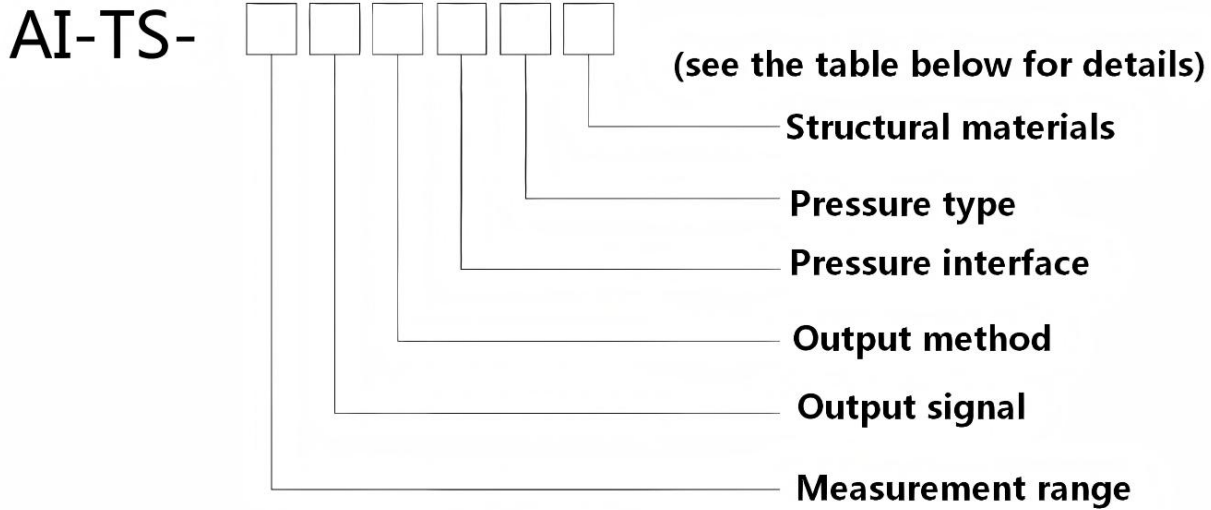 AI-TS-
(see the table below for details)
Structural materials
Pressure type
Pressure interface
Output method
Output signal
Measurement range